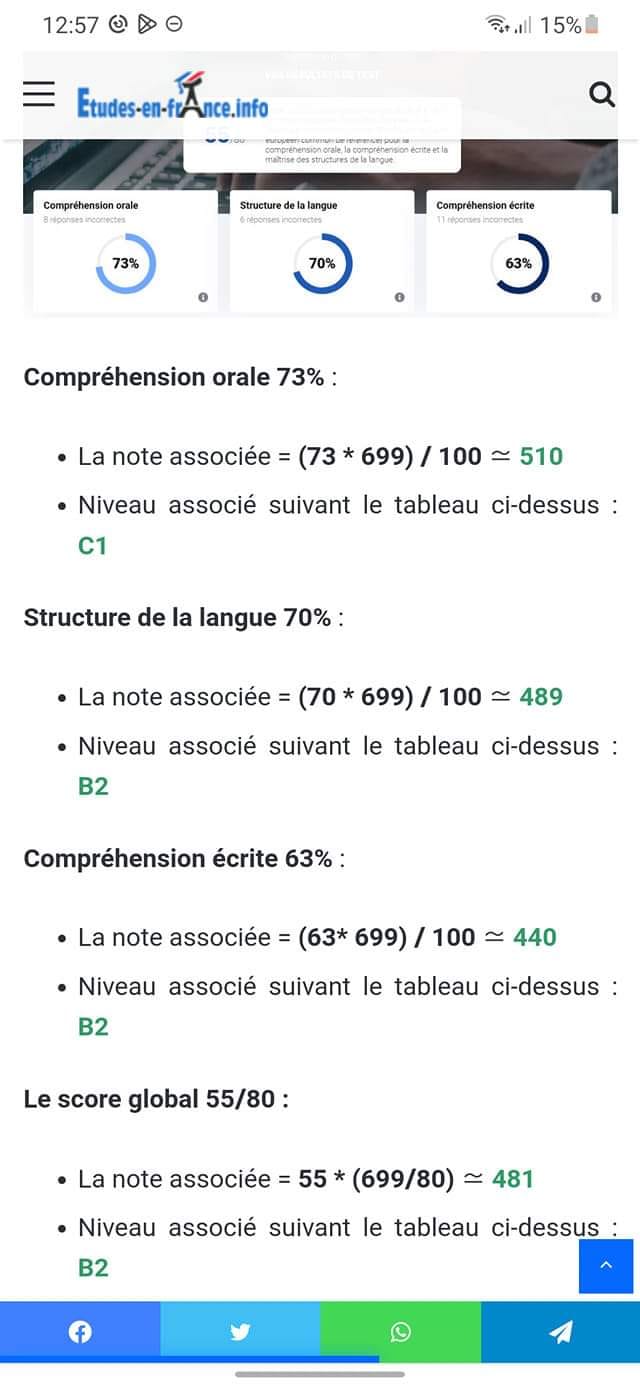 12:57
15%
Etudes-en-frAnce.info
55/80
compréhension orale, la compréhension écrite et la
maîtrise des structures de la langue.
Compréhension orale
8 réponses incorrectes
73%
Structure de la langue
6 réponses incorrectes
70%
Compréhension écrite
11 réponses incorrectes
63%
Compréhension orale 73% :
• La note associée = (73 * 699) / 100 ≃ 510
• Niveau associé suivant le tableau ci-dessus :
C1
Structure de la langue 70% :
• La note associée = (70 * 699) / 100 ≃ 489
• Niveau associé suivant le tableau ci-dessus :
B2
Compréhension écrite 63% :
• La note associée = (63* 699) / 100 ≃ 440
• Niveau associé suivant le tableau ci-dessus :
B2
Le score global 55/80 :
• La note associée = 55 * (699/80) ≃ 481
• Niveau associé suivant le tableau ci-dessus :
B2